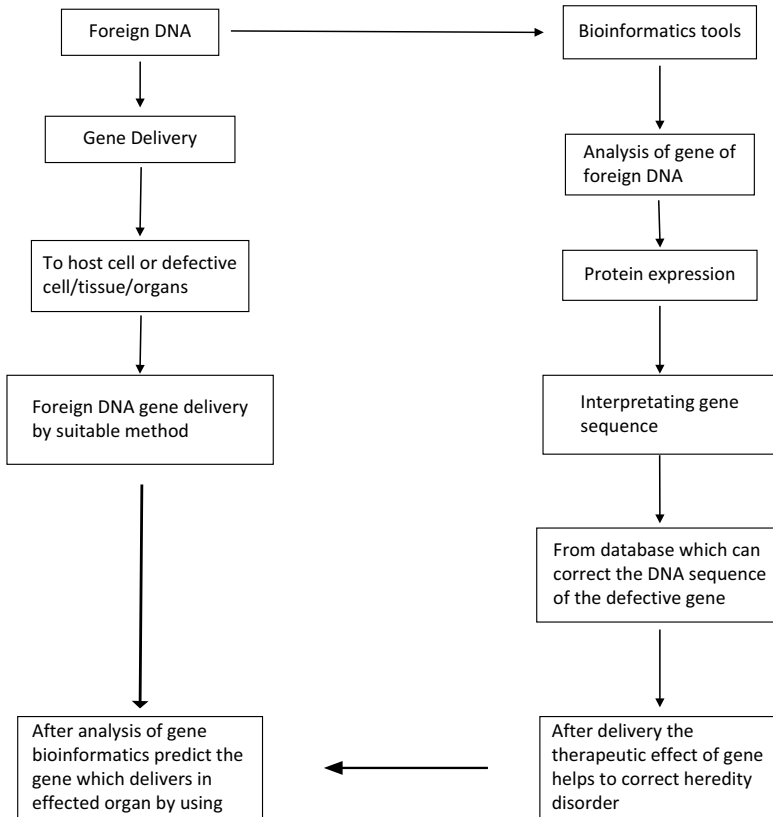 Foreign DNA
Gene Delivery
To host cell or defective
cell/tissue/organs
Foreign DNA gene delivery
by suitable method
After analysis of gene
bioinformatics predict the
gene which delivers in
effected organ by using
Bioinformatics tools
Analysis of gene of
foreign DNA
Protein expression
Interpretating gene
sequence
From database which can
correct the DNA sequence
of the defective gene
After delivery the
therapeutic effect of gene
helps to correct heredity
disorder